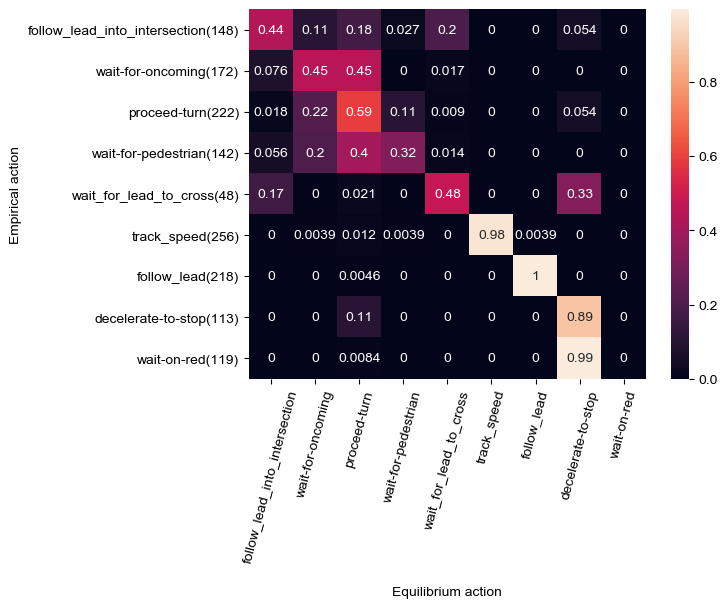 follow_lead_into_intersection(148) 0.44 0.11 0.18 0.027 0.2 0 0 0.054 0
wait-for-oncoming(172) 0.076 0.45 0.45 0 0.017 0 0 0 0
proceed-turn(222) 0.018 0.22 0.59 0.11 0.009 0 0 0.054 0
wait-for-pedestrian(142) 0.056 0.2 0.4 0.32 0.014 0 0 0 0
wait_for_lead_to_cross(48) 0.17 0 0.021 0 0.48 0 0 0.33 0
track_speed(256) 0 0.0039 0.012 0.0039 0 0.98 0.0039 0 0
follow_lead(218) 0 0 0.0046 0 0 0 1 0 0
decelerate-to-stop(113) 0 0 0.11 0 0 0 0 0.89 0
wait-on-red(119) 0 0 0.0084 0 0 0 0 0.99 0
Empirical action
follow_lead_into_intersection
wait-for-oncoming
proceed-turn
wait-for-pedestrian
wait_for_lead_to_cross
track_speed
follow_lead
decelerate-to-stop
wait-on-red
Equilibrium action
0.8
0.6
0.4
0.2
0.0